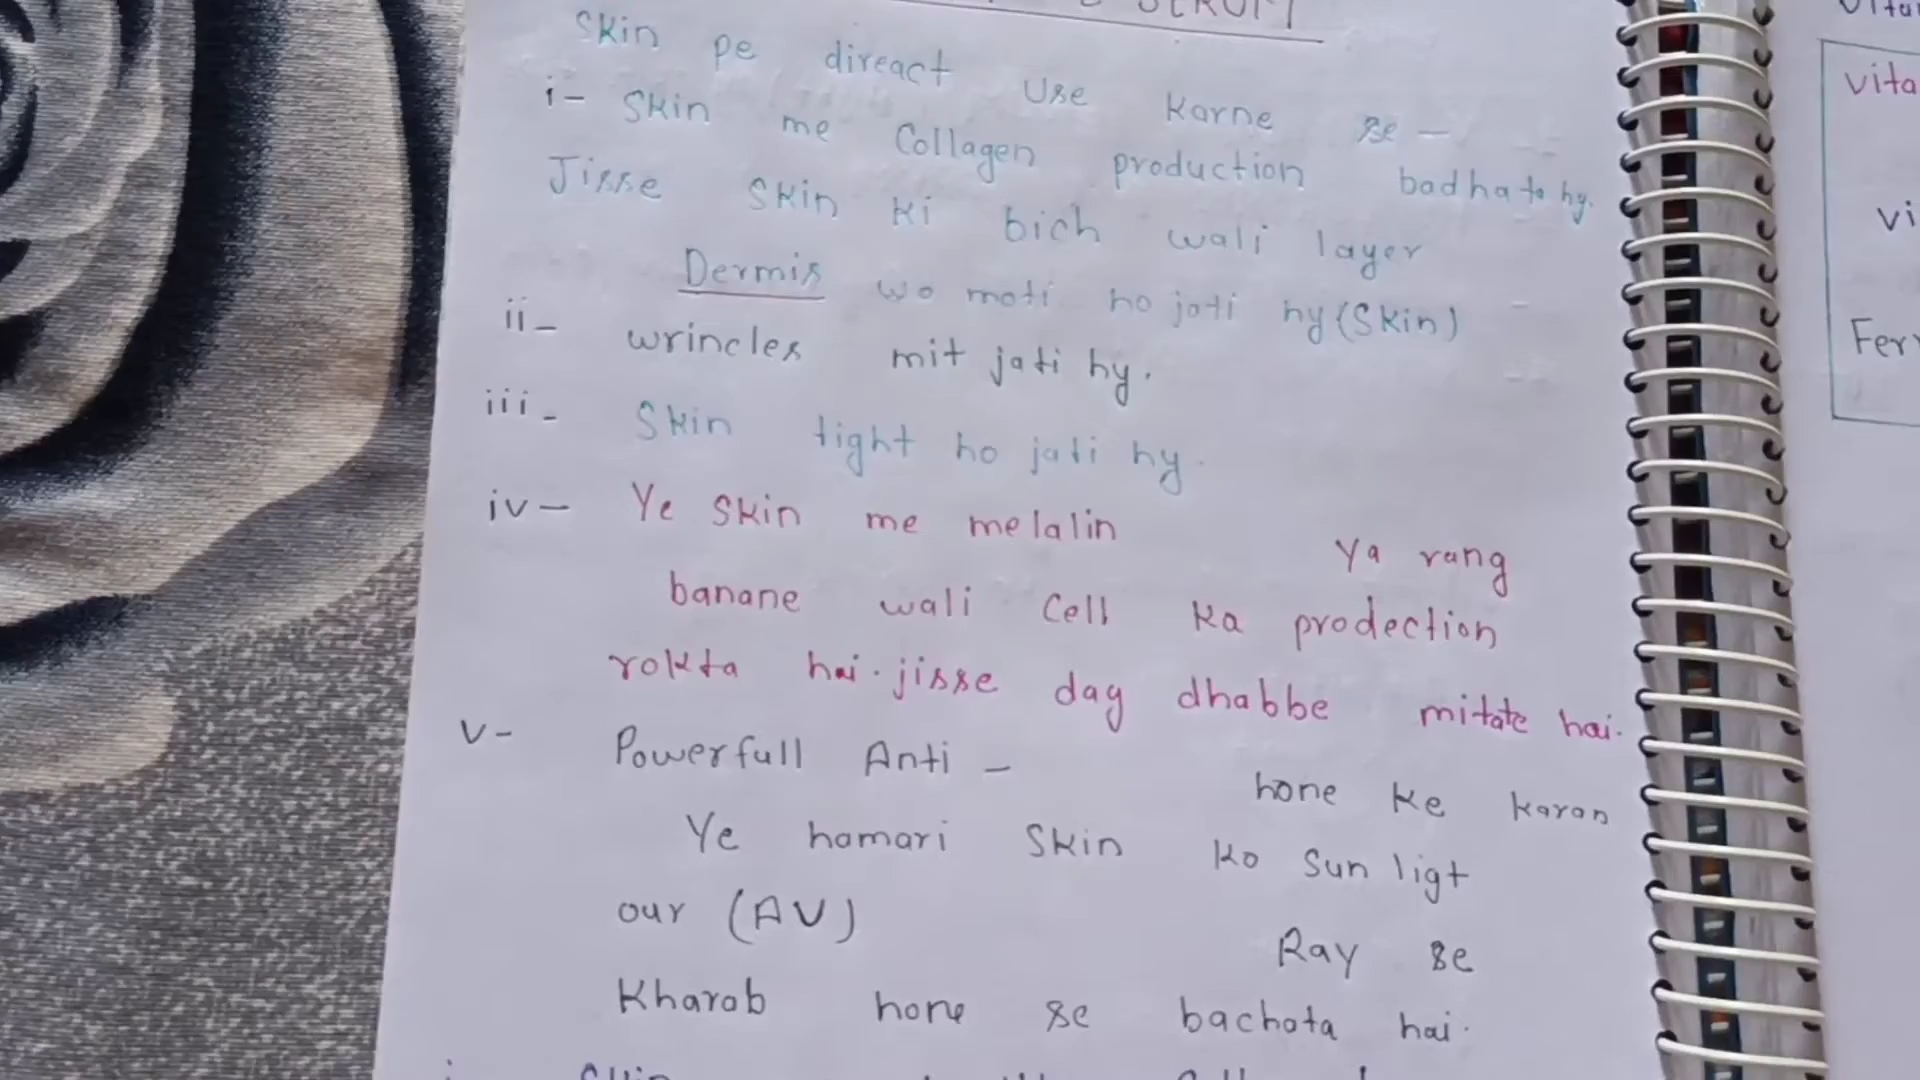 SERUM
Skin pe direact Use Karne se –
i- Skin me Collagen production badhata hy.
Jisse Skin ki bich wali layer
Dermis wo moti ho jati hy (Skin)
ii- wrincles mit jati hy.
iii- Skin tight ho jati hy.
iv- Ye Skin me melalin ya rang
banane wali Cell ka prodection
rokta hai. jisse dag dhabbe mitate hai.
v- Powerfull Anti – hone ke karan
Ye hamari Skin ko Sun ligt
our (AV) Ray se
Kharab hone se bachata hai.
vita
vi
Fer